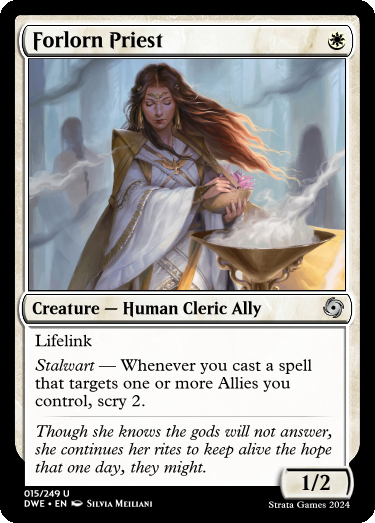 Forlorn Priest
Creature — Human Cleric Ally
Lifelink
Stalwart — Whenever you cast a spell
that targets one or more Allies you
control, scry 2.
Though she knows the gods will not answer,
she continues her rites to keep alive the hope
that one day, they might.
1/2
015/249 U
DWE • EN Silvia Meiliani
Strata Games 2024